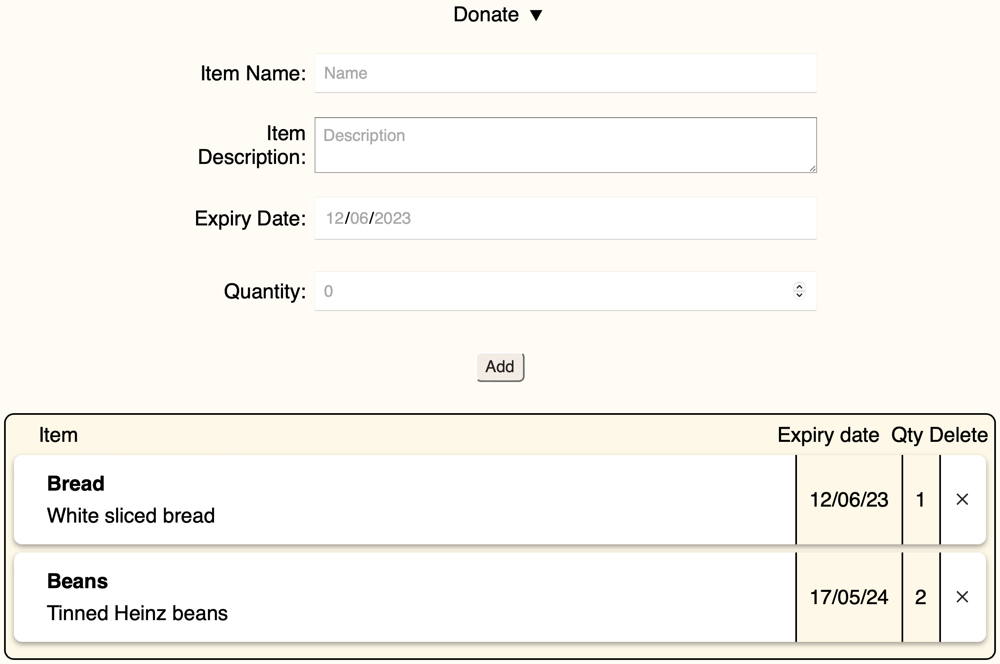 Donate ▼
Item Name: Name
Item Description
Description:
Expiry Date: 12/06/2023
Quantity: 0
Add
Item Expiry date Qty Delete
Bread
White sliced bread
12/06/23 1 ×
Beans
Tinned Heinz beans
17/05/24 2 ×